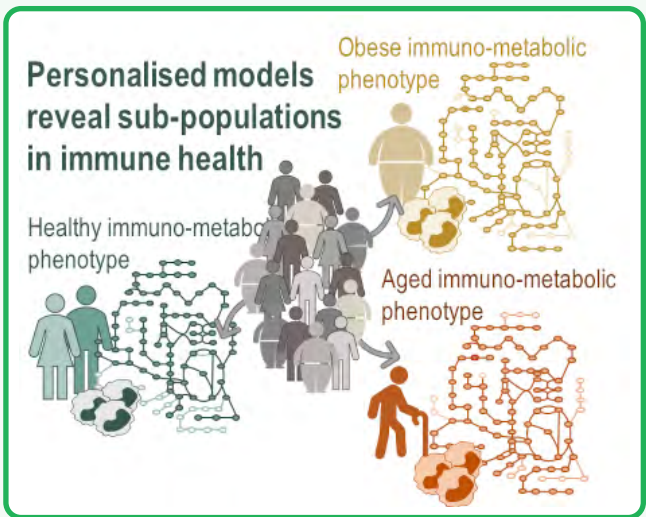 Personalised models
reveal sub-populations
in immune health
Obese immuno-metabolic
phenotype
Healthy immuno-metabo
phenotype
Aged immuno-metabolic
phenotype